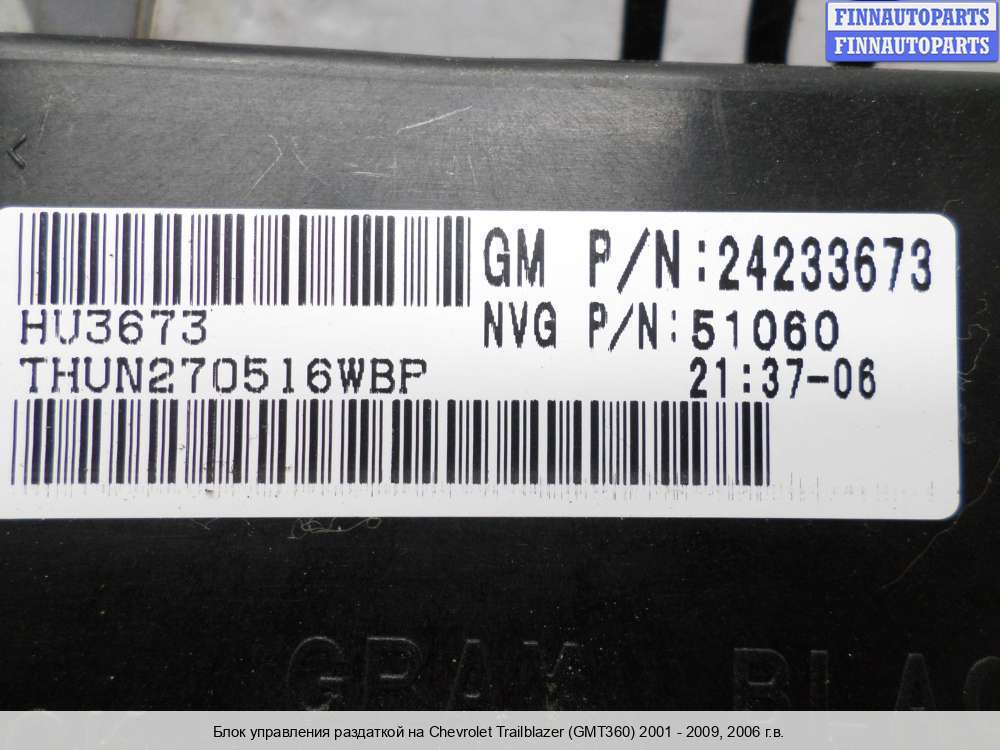 FINNAUTOPARTS
FINNAUTOPARTS
GM P/N:24233673
HU3673
NVG P/N:51060
THUN270516WBP
21:37-06
Блок управления раздаткой на Chevrolet Trailblazer (GMT360) 2001 - 2009, 2006 г.в.